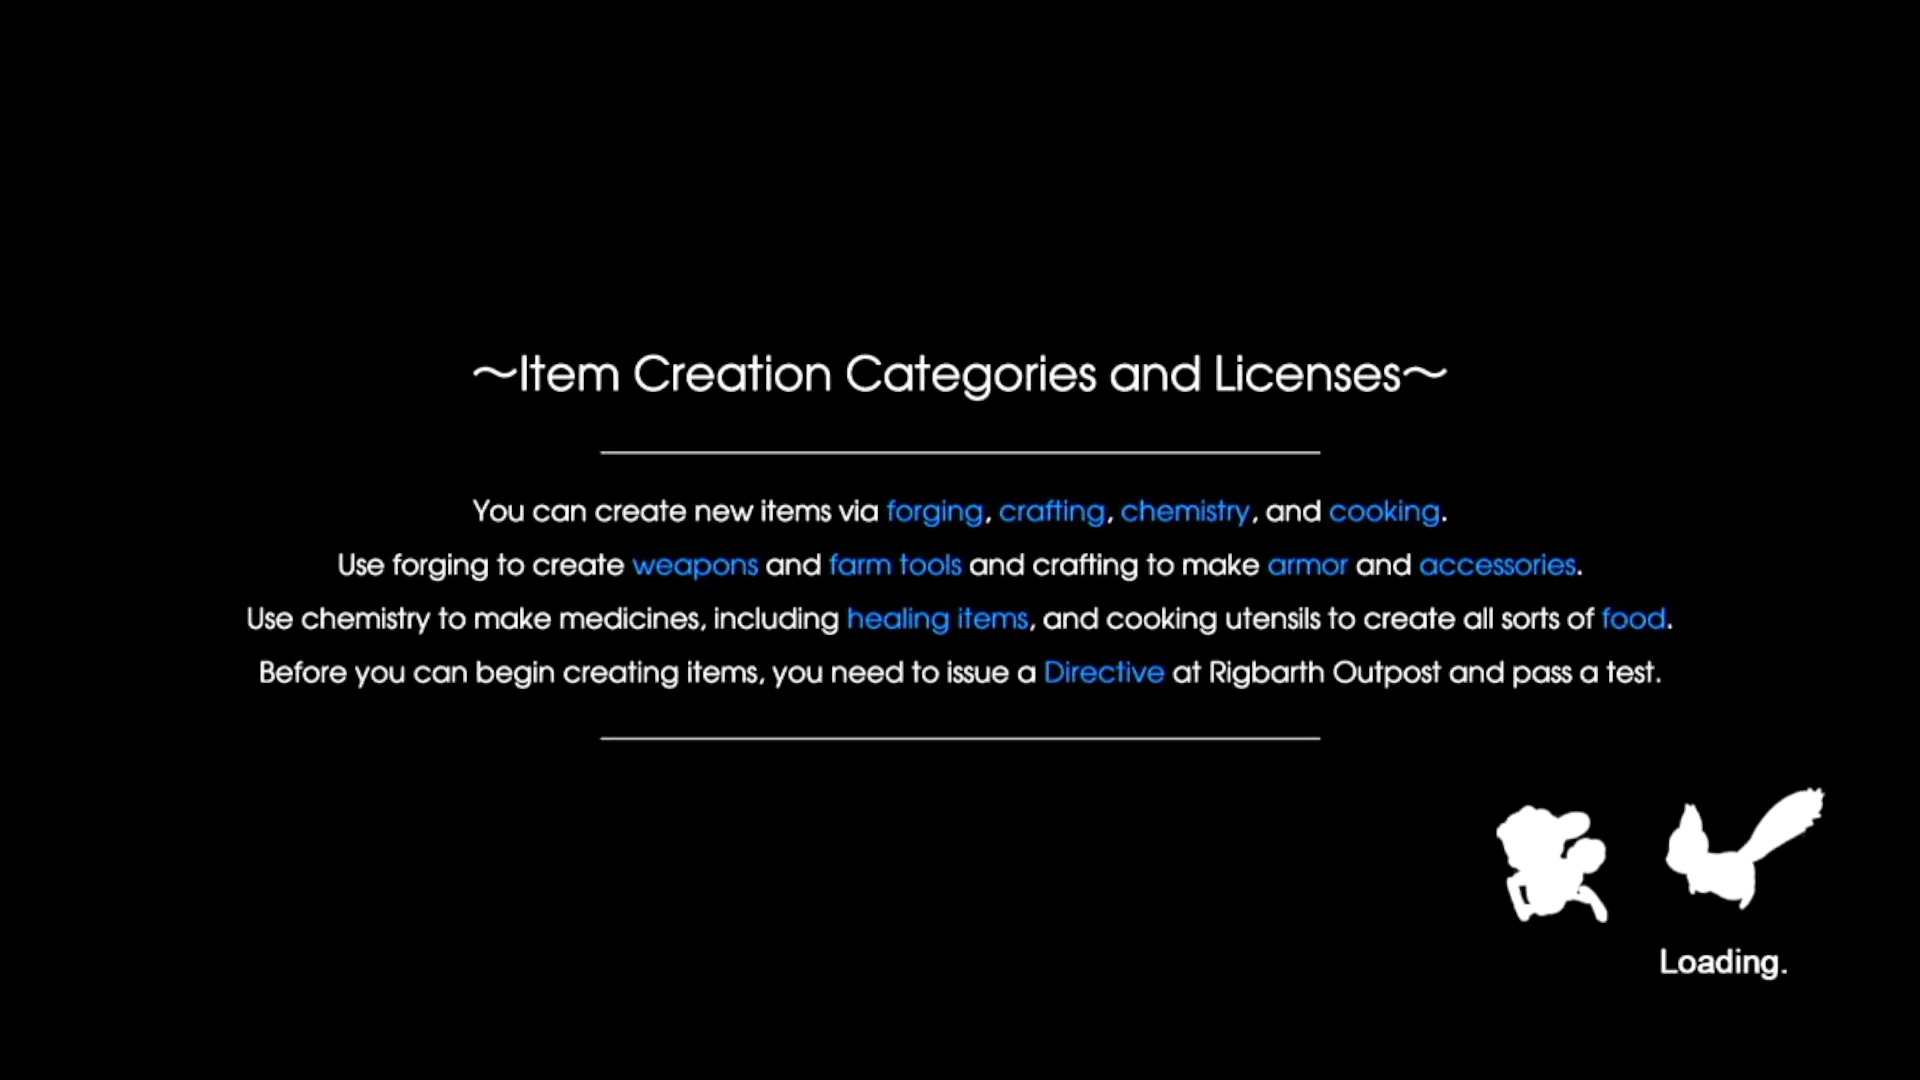 ～Item Creation Categories and Licenses～
You can create new items via forging, crafting, chemistry, and cooking.
Use forging to create weapons and farm tools and crafting to make armor and accessories.
Use chemistry to make medicines, including healing items, and cooking utensils to create all sorts of food.
Before you can begin creating items, you need to issue a Directive at Rigbarth Outpost and pass a test.
Loading.